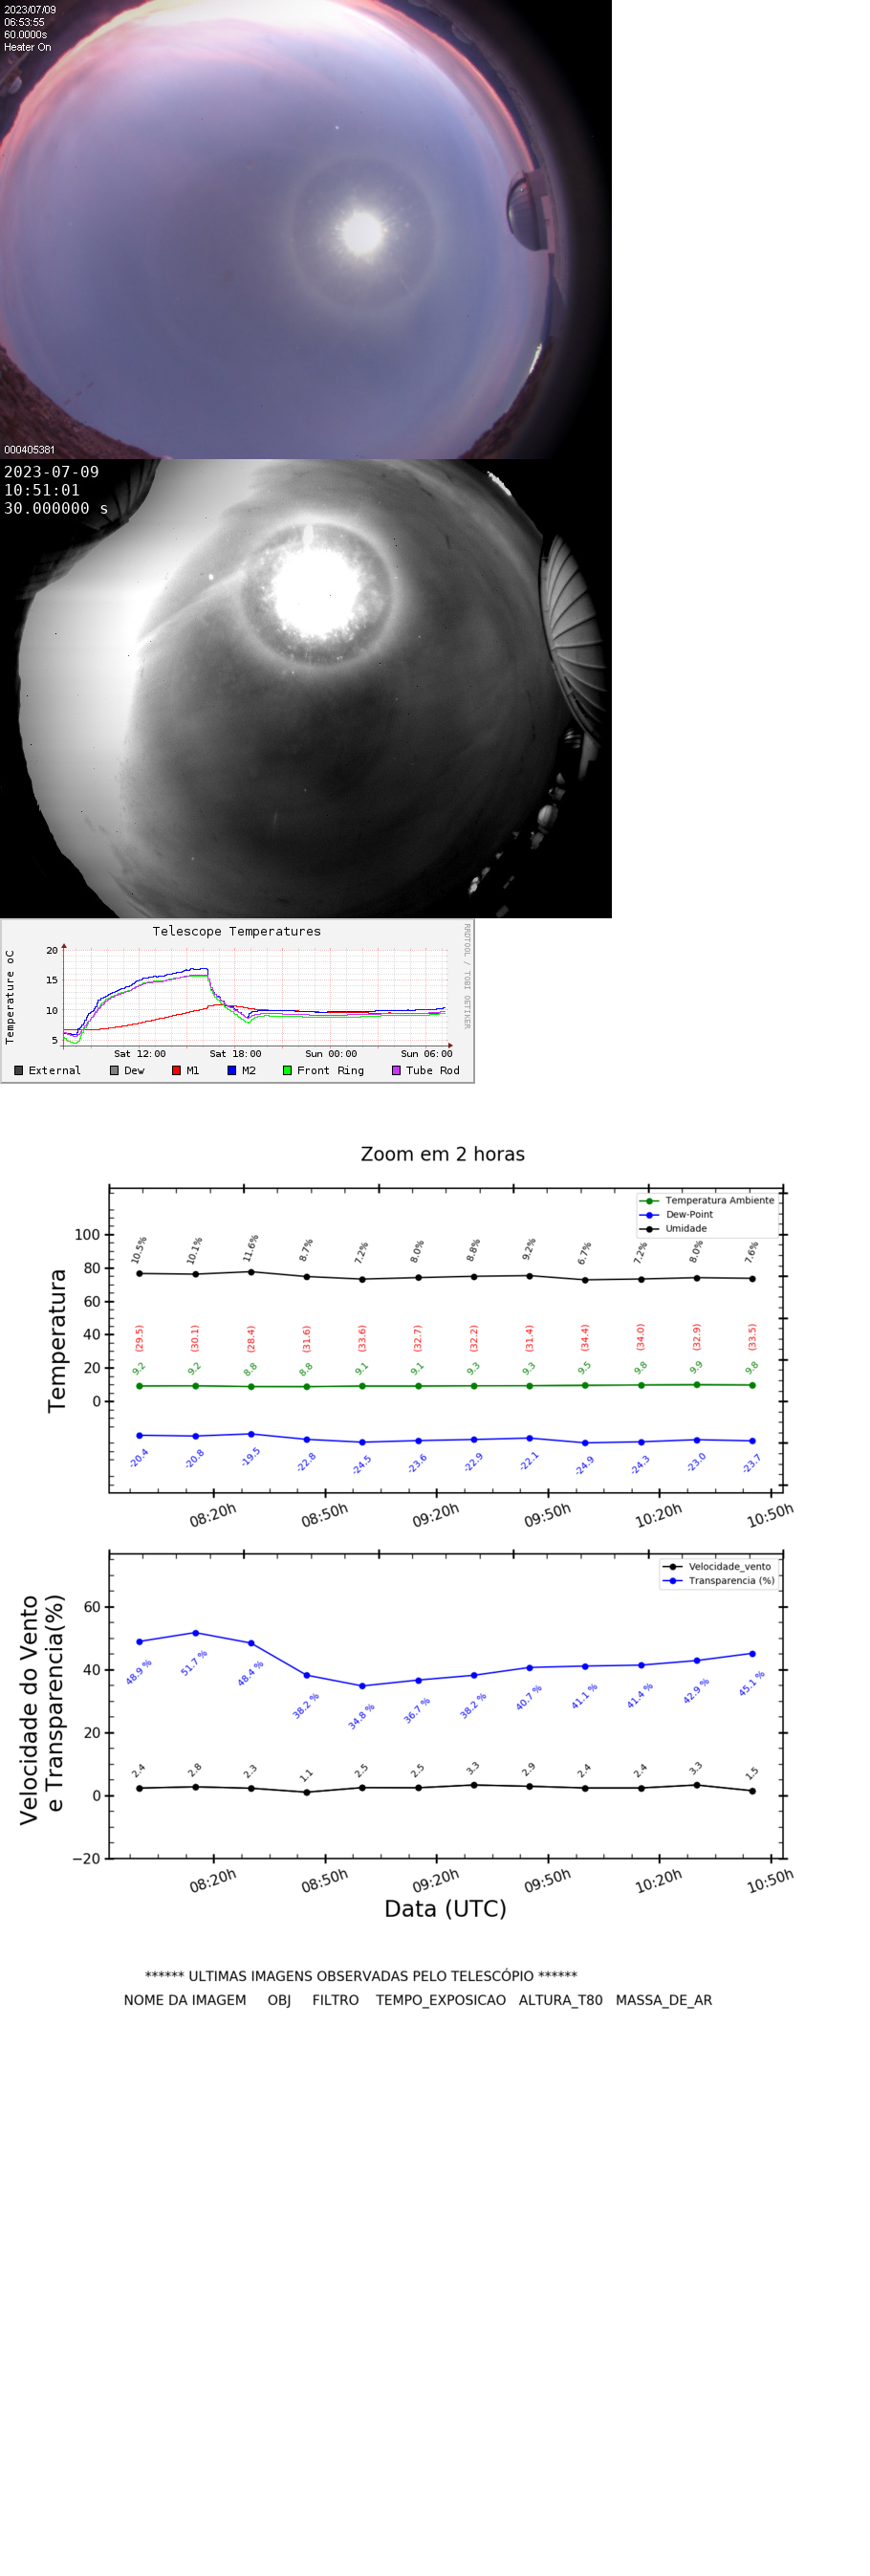 2023/07/09
06:53:55
60.0000s
Heater On
000405381
2023-07-09
10:51:01
30.000000 s
Telescope Temperatures
RRDTOOL / TOBI OETIKER
Temperature oC
20
15
10
5
Sat 12:00 Sat 18:00 Sun 00:00 Sun 06:00
External Dew M1 M2 Front Ring Tube Rod
Zoom em 2 horas
Temperatura Ambiente
Dew-Point
Umidade
Temperatura
100
80
60
40
20
0
10.5% 10.1% 11.6% 8.7% 7.2% 8.0% 8.8% 9.2% 6.7% 7.2% 8.0% 7.6%
(29.5) (30.1) (28.4) (31.6) (33.6) (32.7) (32.2) (31.4) (34.4) (34.0) (32.9) (33.5)
9.2 9.2 8.8 8.8 9.1 9.1 9.3 9.3 9.5 9.8 9.9 9.8
-20.4 -20.8 -19.5 -22.8 -24.5 -23.6 -22.9 -22.1 -24.9 -24.3 -23.0 -23.7
08:20h 08:50h 09:20h 09:50h 10:20h 10:50h
Velocidade_vento
Transparencia (%)
Velocidade do Vento
e Transparencia(%)
60
40
20
0
−20
48.9 % 51.7 % 48.4 % 38.2 % 34.8 % 36.7 % 38.2 % 40.7 % 41.1 % 41.4 % 42.9 % 45.1 %
2.4 2.8 2.3 1.1 2.5 2.5 3.3 2.9 2.4 2.4 3.3 1.5
08:20h 08:50h 09:20h 09:50h 10:20h 10:50h
Data (UTC)
****** ULTIMAS IMAGENS OBSERVADAS PELO TELESCÓPIO ******
NOME DA IMAGEM OBJ FILTRO TEMPO_EXPOSICAO ALTURA_T80 MASSA_DE_AR